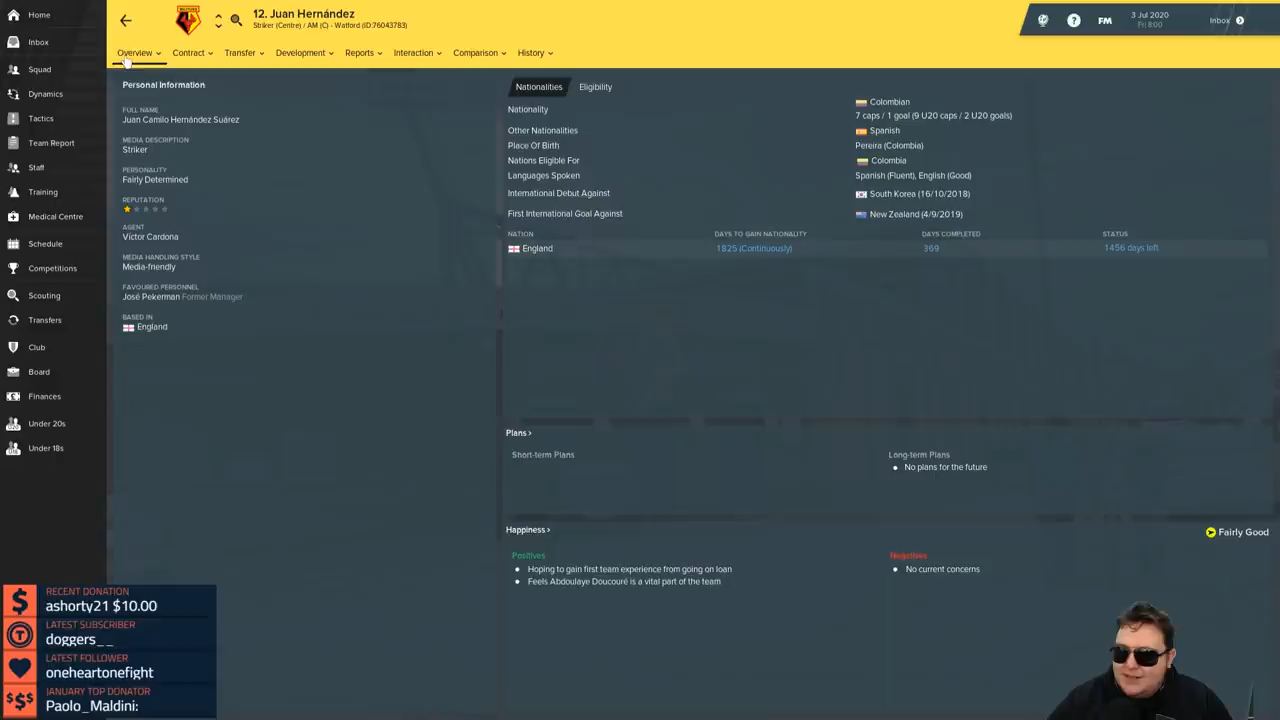 Home
Inbox
Squad
Dynamics
Tactics
Team Report
Staff
Training
Medical Centre
Schedule
Competitions
Scouting
Transfers
Club
Board
Finances
Under 20s
Under 18s
12. Juan Hernández
Striker (Centre) / AM (C) - Watford (ID:76043783)
FM
3 Jul 2020
Fri 8:00
Inbox
Overview Contract Transfer Development Reports Interaction Comparison History
Personal Information
FULL NAME
Juan Camilo Hernández Suárez
MEDIA DESCRIPTION
Striker
PERSONALITY
Fairly Determined
REPUTATION
AGENT
Víctor Cardona
MEDIA HANDLING STYLE
Media-friendly
FAVOURED PERSONNEL
José Pekerman Former Manager
BASED IN
England
Nationalities Eligibility
Nationality Colombian
7 caps / 1 goal (9 U20 caps / 2 U20 goals)
Other Nationalities Spanish
Place Of Birth Pereira (Colombia)
Nations Eligible For Colombia
Languages Spoken Spanish (Fluent), English (Good)
International Debut Against South Korea (16/10/2018)
First International Goal Against New Zealand (4/9/2019)
NATION DAYS TO GAIN NATIONALITY DAYS COMPLETED STATUS
England 1825 (Continuously) 369 1456 days left
Plans >
Short-term Plans Long-term Plans
No plans for the future
Happiness > Fairly Good
Positives Negatives
Hoping to gain first team experience from going on loan No current concerns
Feels Abdoulaye Doucouré is a vital part of the team
RECENT DONATION
ashorty21 $10.00
LATEST SUBSCRIBER
doggers__
LATEST FOLLOWER
oneheartonefight
JANUARY TOP DONATOR
Paolo_Maldini: